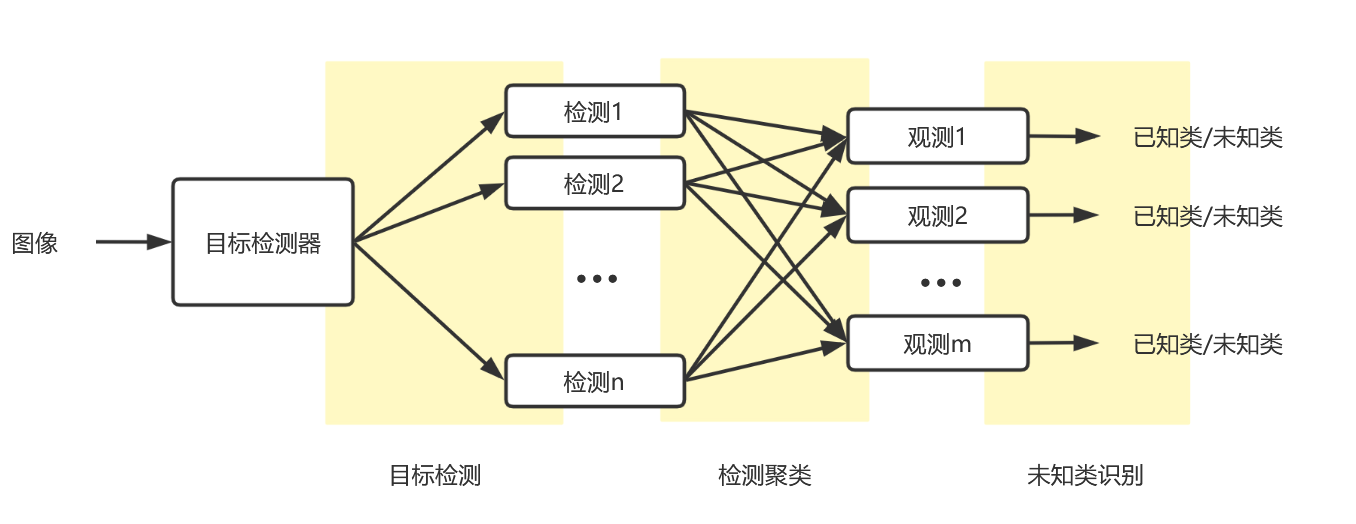 图像
目标检测器
检测1
检测2
检测n
观测1
观测2
观测m
已知类/未知类
已知类/未知类
已知类/未知类
目标检测
检测聚类
未知类识别